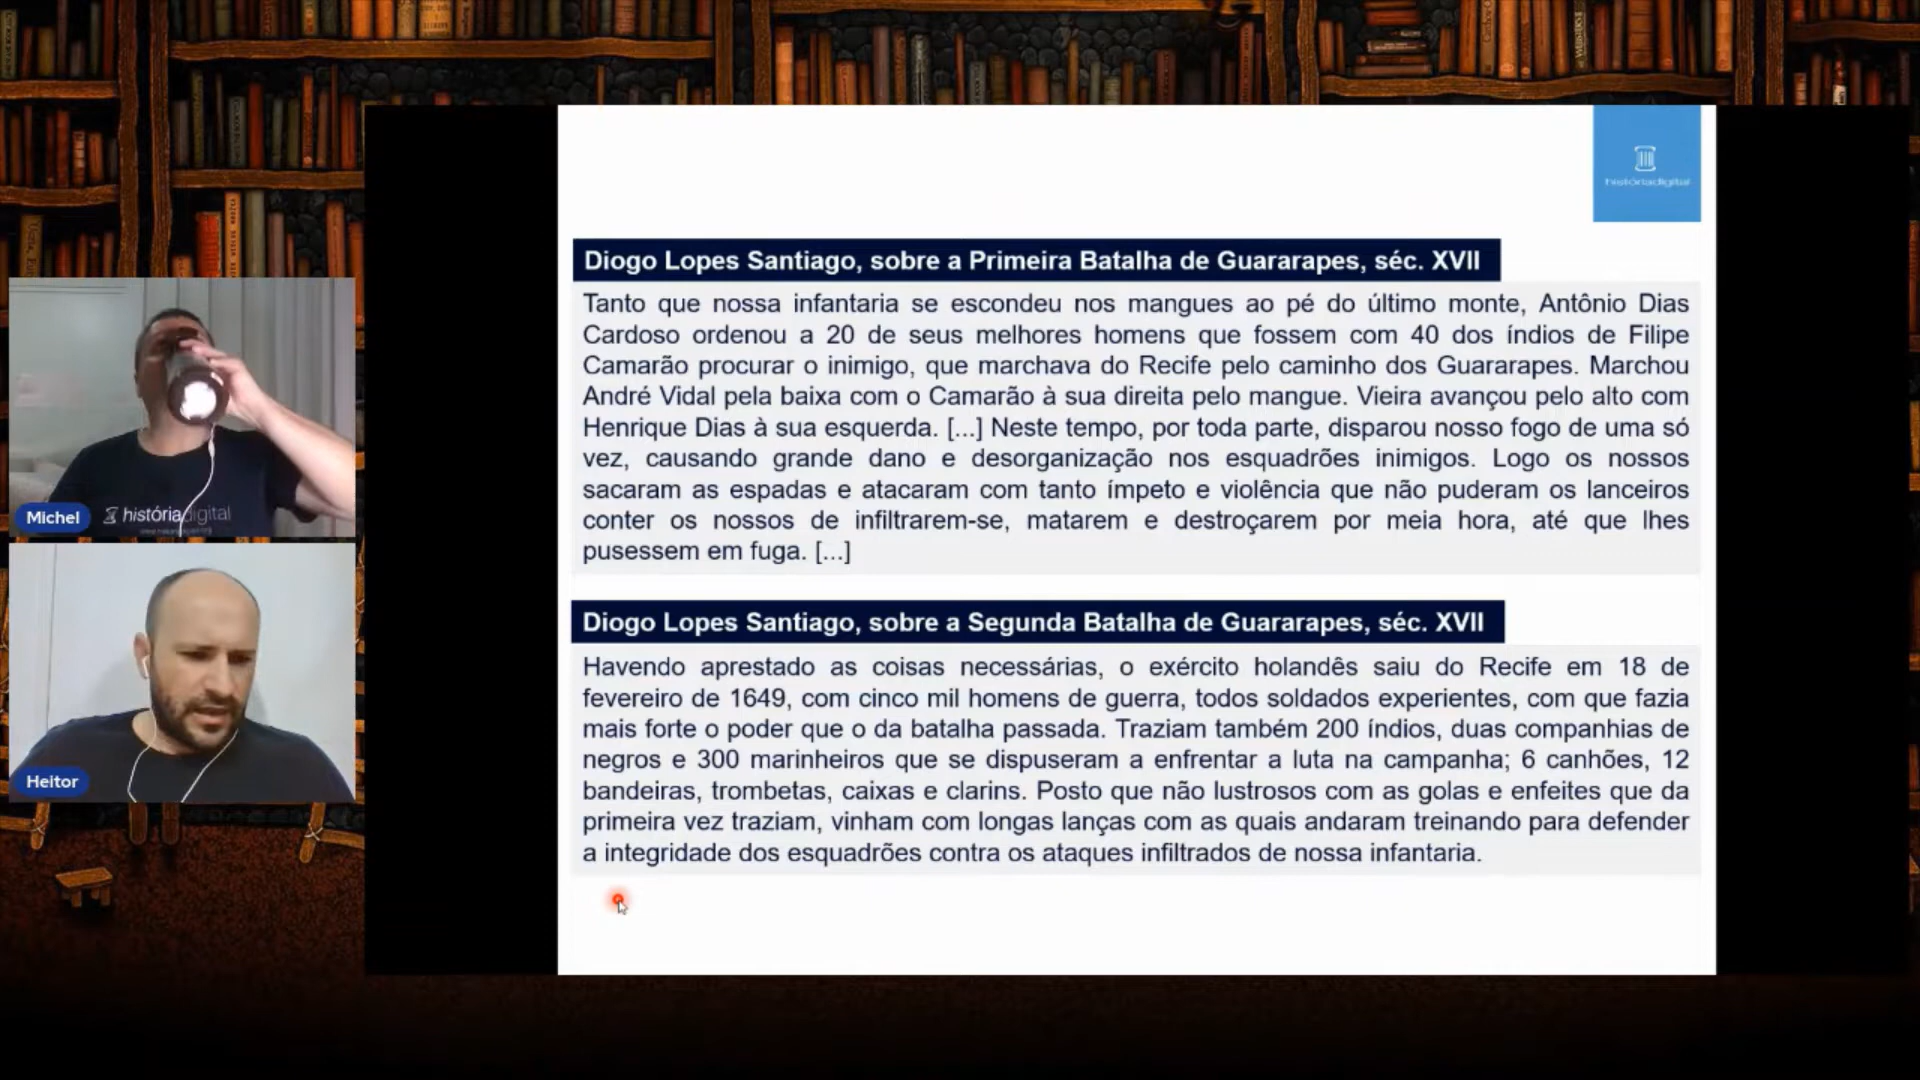 históriadigital
Diogo Lopes Santiago, sobre a Primeira Batalha de Guararapes, séc. XVII
Tanto que nossa infantaria se escondeu nos mangues ao pé do último monte, Antônio Dias
Cardoso ordenou a 20 de seus melhores homens que fossem com 40 dos índios de Filipe
Camarão procurar o inimigo, que marchava do Recife pelo caminho dos Guararapes. Marchou
André Vidal pela baixa com o Camarão à sua direita pelo mangue. Vieira avançou pelo alto com
Henrique Dias à sua esquerda. [...] Neste tempo, por toda parte, disparou nosso fogo de uma só
vez, causando grande dano e desorganização nos esquadrões inimigos. Logo os nossos
sacaram as espadas e atacaram com tanto ímpeto e violência que não puderam os lanceiros
conter os nossos de infiltrarem-se, matarem e destroçarem por meia hora, até que lhes
pusessem em fuga. [...]
Diogo Lopes Santiago, sobre a Segunda Batalha de Guararapes, séc. XVII
Havendo aprestado as coisas necessárias, o exército holandês saiu do Recife em 18 de
fevereiro de 1649, com cinco mil homens de guerra, todos soldados experientes, com que fazia
mais forte o poder que o da batalha passada. Traziam também 200 índios, duas companhias de
negros e 300 marinheiros que se dispuseram a enfrentar a luta na campanha; 6 canhões, 12
bandeiras, trombetas, caixas e clarins. Posto que não lustrosos com as golas e enfeites que da
primeira vez traziam, vinham com longas lanças com as quais andaram treinando para defender
a integridade dos esquadrões contra os ataques infiltrados de nossa infantaria.
Michel
históriadigital
Heitor